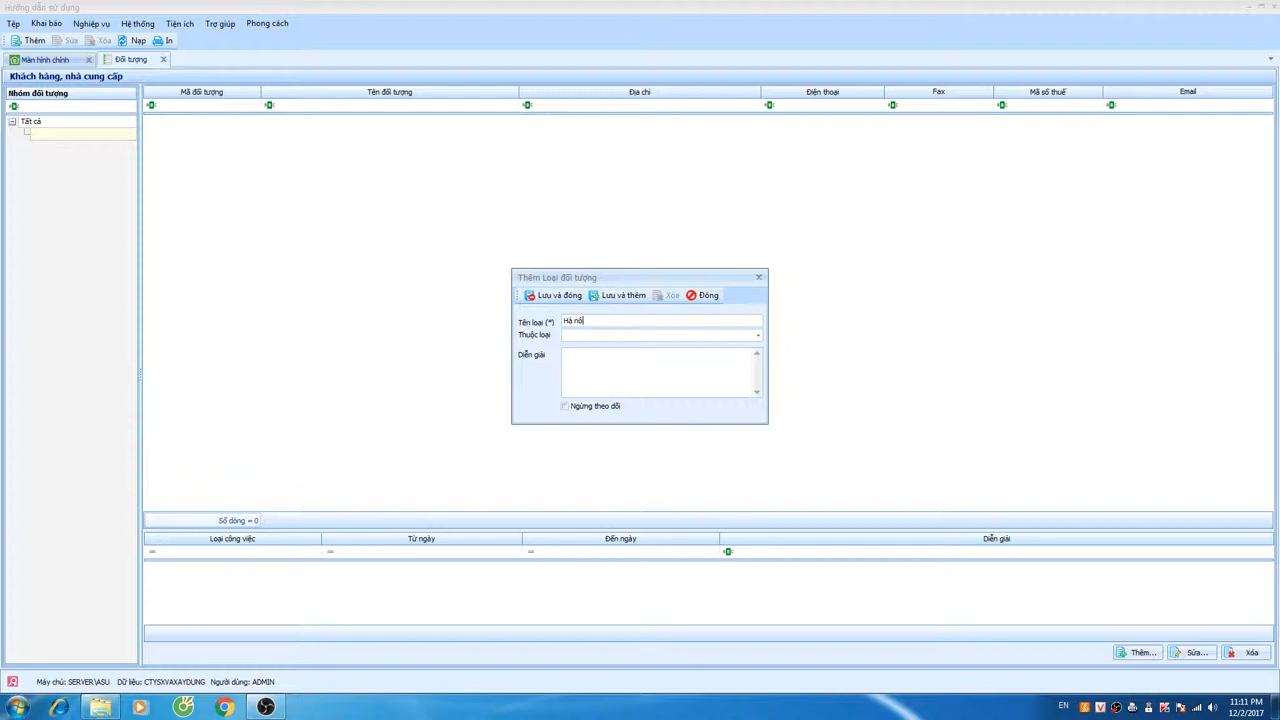 Hướng dẫn sử dụng
Tệp Khai báo Nghiệp vụ Hệ thống Tiện ích Trợ giúp Phong cách
Thêm Sửa Xóa Nạp In
Màn hình chính Đối tượng
Khách hàng, nhà cung cấp
Nhóm đối tượng
Mã đối tượng Tên đối tượng Địa chỉ Điện thoại Fax Mã số thuế Email
Tất cả
Thêm Loại đối tượng
Lưu và đóng Lưu và thêm Xóa Đóng
Tên loại (*) Hà nô
Thuộc loại
Diễn giải
Ngừng theo dõi
Số dòng = 0
Loại công việc Từ ngày Đến ngày Diễn giải
Thêm... Sửa... Xóa
Máy chủ: SERVER\ASU Dữ liệu: CTYSXVAXAYDUNG Người dùng: ADMIN
EN
11:11 PM
12/2/2017